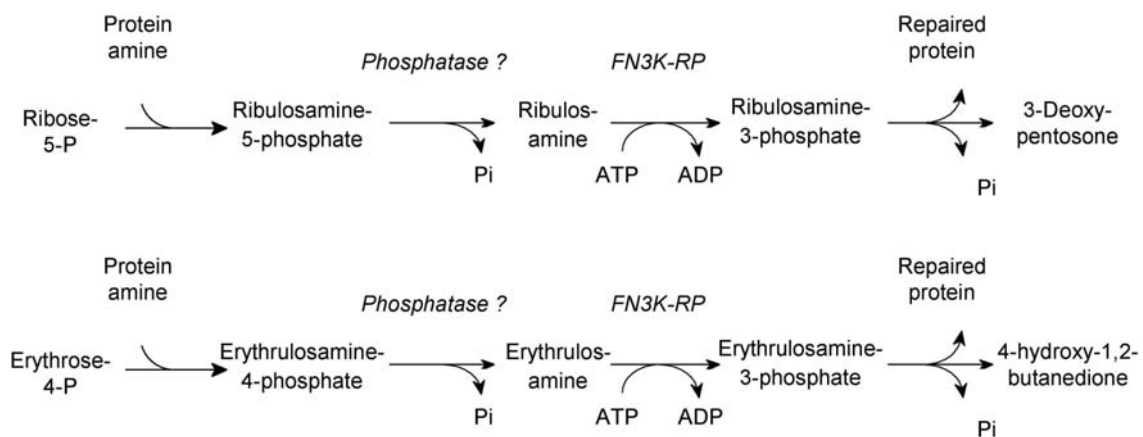 Protein
amine
Phosphatase ?
FN3K-RP
Repaired
protein
Ribose-
5-P
Ribulosamine-
5-phosphate
Ribulos-
amine
Ribulosamine-
3-phosphate
3-Deoxy-
pentosone
Pi
ATP
ADP
Pi
Protein
amine
Phosphatase ?
FN3K-RP
Repaired
protein
Erythrose-
4-P
Erythrulosamine-
4-phosphate
Erythrulos-
amine
Erythrulosamine-
3-phosphate
4-hydroxy-1,2-
butanedione
Pi
ATP
ADP
Pi